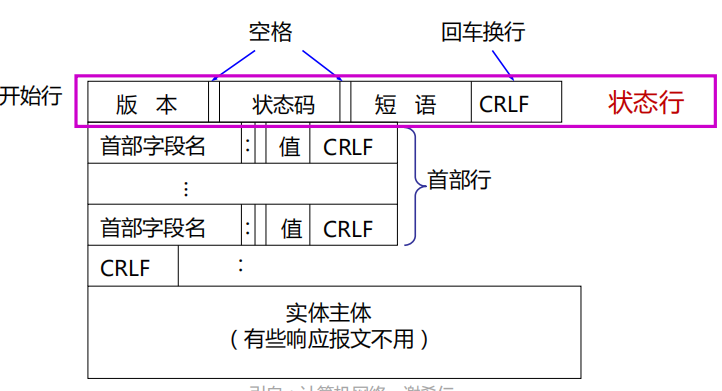 空格 回车换行
开始行
版 本 状态码 短 语 CRLF 状态行
首部字段名 : 值 CRLF
⋮
首部行
首部字段名 : 值 CRLF
CRLF :
实体主体
（有些响应报文不用）